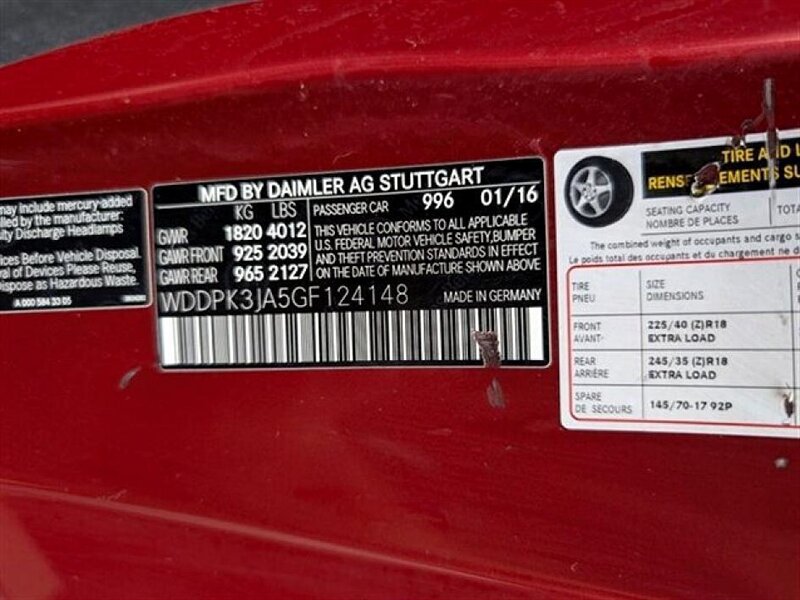 may include mercury-added
lled by the manufacturer:
sity Discharge Headlamps
ices Before Vehicle Disposal.
al of Devices Please Reuse,
ispose as Hazardous Waste.
A 000 584 33 05
MFD BY DAIMLER AG STUTTGART
KG LBS PASSENGER CAR 996 01/16
GVWR 1820 4012
GAWR FRONT 925 2039
GAWR REAR 965 2127
THIS VEHICLE CONFORMS TO ALL APPLICABLE
U.S. FEDERAL MOTOR VEHICLE SAFETY,BUMPER
AND THEFT PREVENTION STANDARDS IN EFFECT
ON THE DATE OF MANUFACTURE SHOWN ABOVE.
WDDPK3JA5GF124148 MADE IN GERMANY
TIRE AND L
RENS EMENTS SU
SEATING CAPACITY
NOMBRE DE PLACES
TOTA
The combined weight of occupants and cargo s
Le poids total des occupants et du chargement ne d
TIRE SIZE
PNEU DIMENSIONS
FRONT 225/40 (Z)R18
AVANT- EXTRA LOAD
REAR 245/35 (Z)R18
ARRIÈRE EXTRA LOAD
SPARE
DE SECOURS 145/70-17 92P